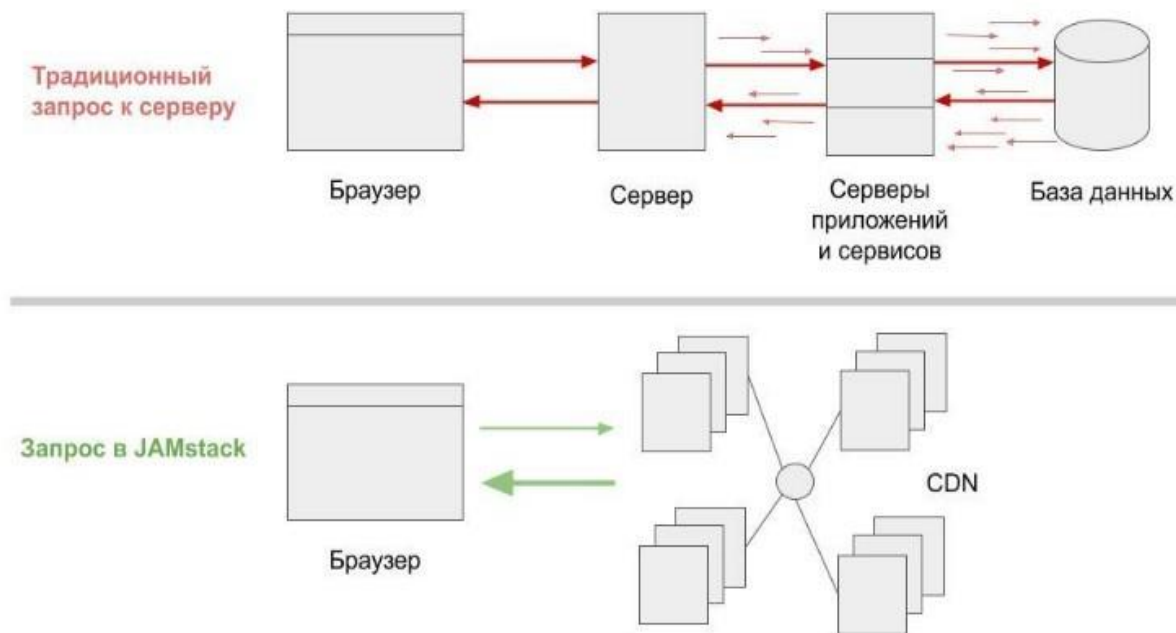 Традиционный
запрос к серверу
Браузер
Сервер
Серверы
приложений
и сервисов
База данных
Запрос в JAMstack
Браузер
CDN